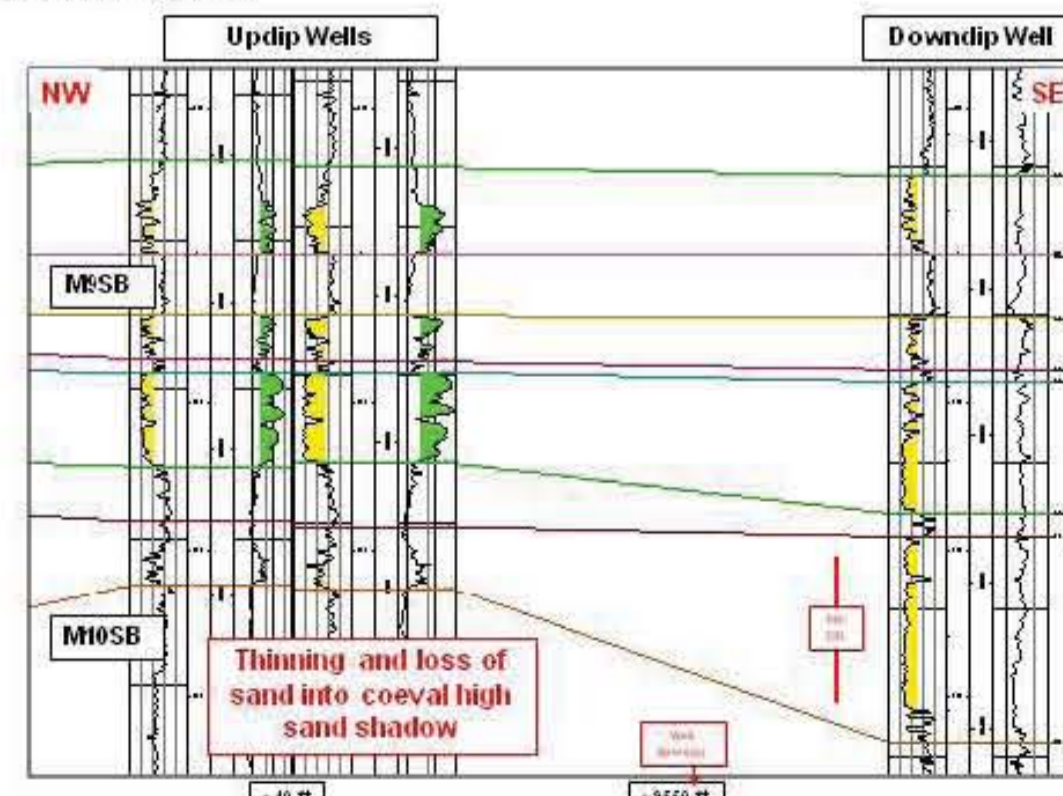 Updip Wells
Downdip Well
NW
SE
M9SB
M10SB
Thinning and loss of
sand into coeval high
sand shadow